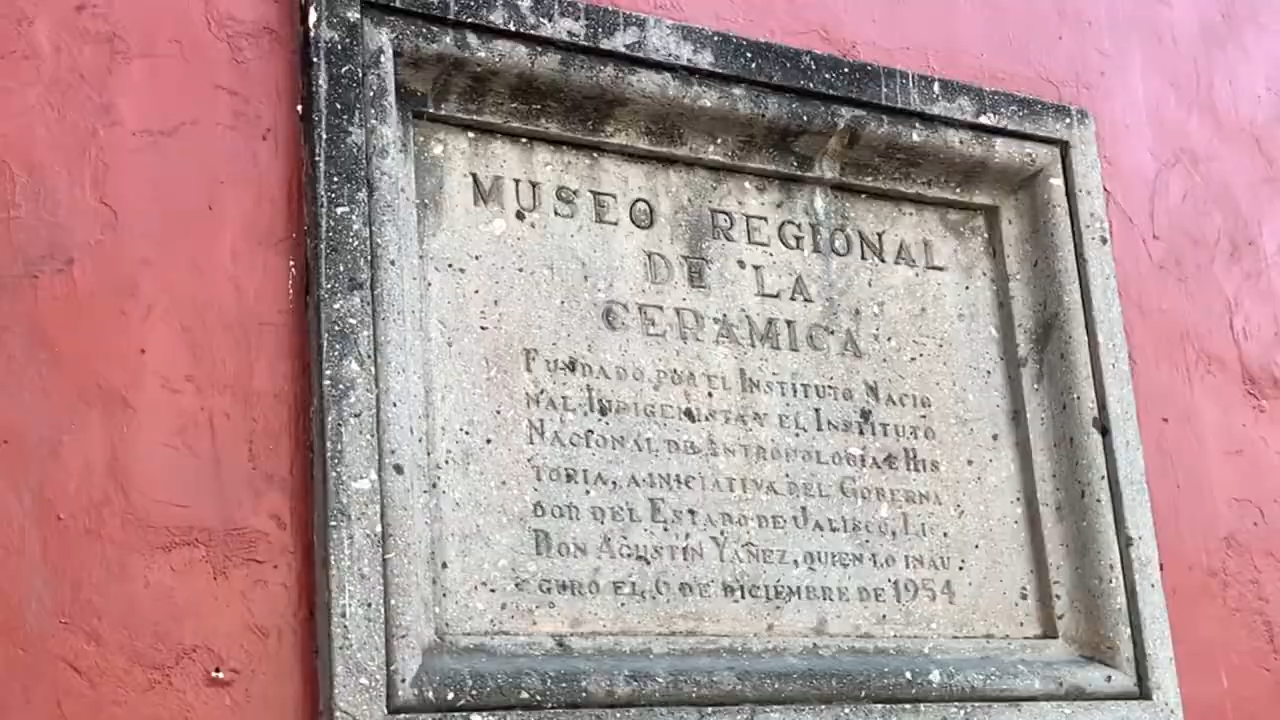 MUSEO REGIONAL
DE LA
CERAMICA
FUNDADO POR EL INSTITUTO NACIO
NAL INDIGENISTA Y EL INSTITUTO
NACIONAL DE ANTROPOLOGIA E HIS
TORIA, A INICIATIVA DEL GOBERNA
DOR DEL ESTADO DE JALISCO, LIC.
DON AGUSTÍN YAÑEZ, QUIEN LO INAU
GURÓ EL 6 DE DICIEMBRE DE 1954